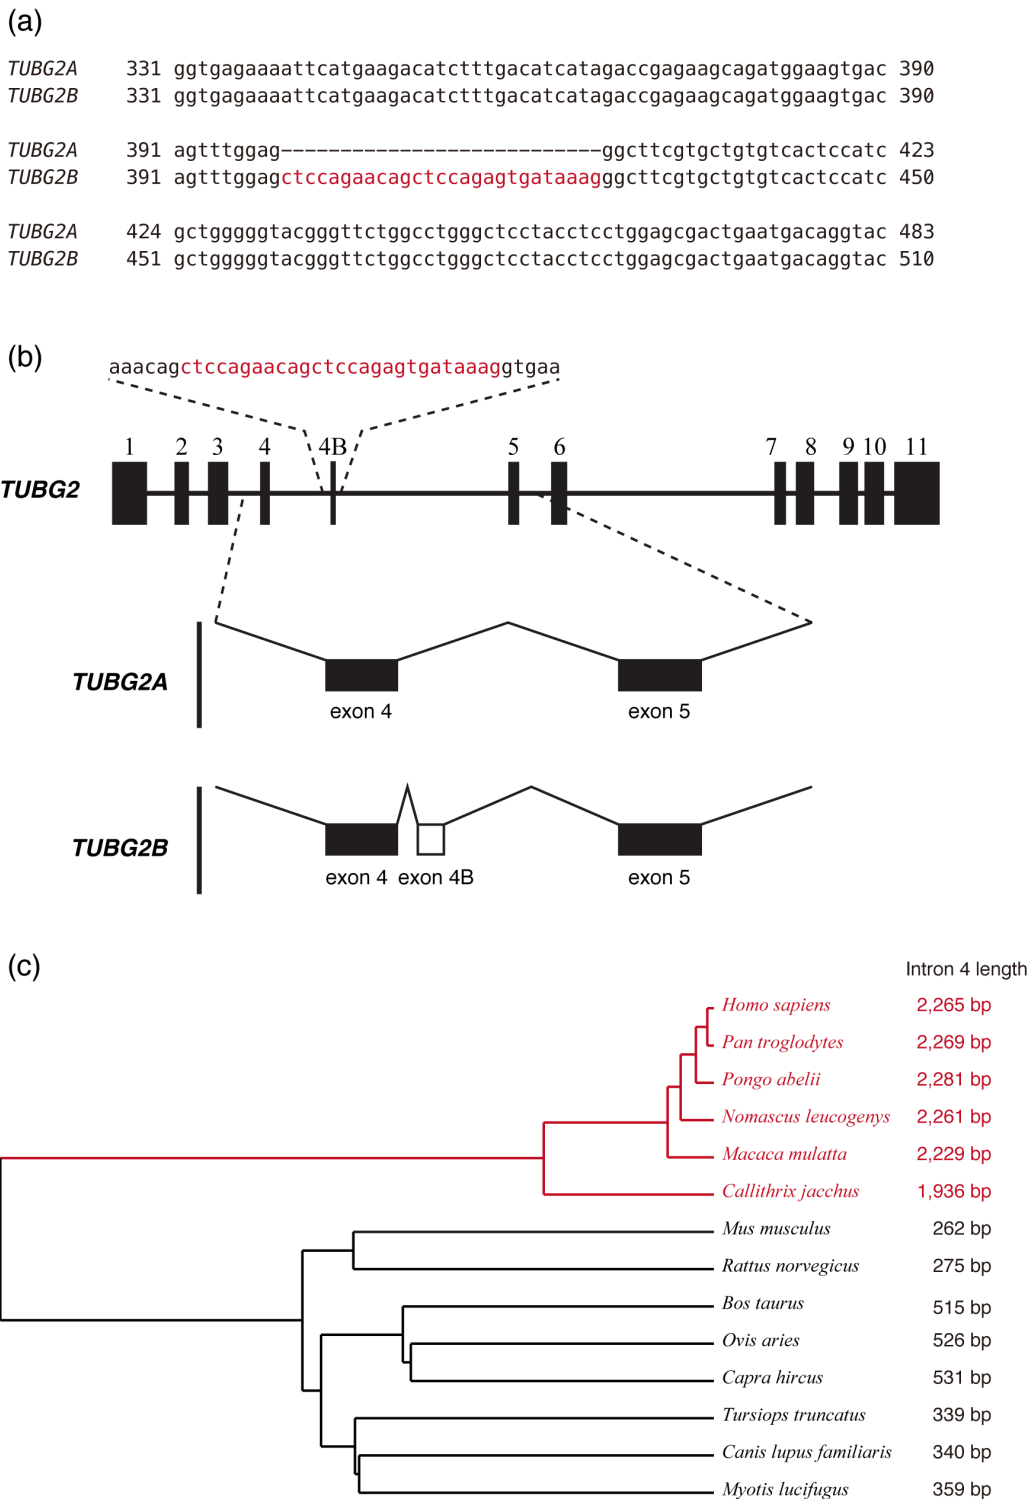 (a)
TUBG2A 331 ggtgagaaaattcatgaagacatctttgacatcatagaccgagaagcagatggaagtgac 390
TUBG2B 331 ggtgagaaaattcatgaagacatctttgacatcatagaccgagaagcagatggaagtgac 390
TUBG2A 391 agtttggag---------------------------ggcttcgtgctgtgtcactccatc 423
TUBG2B 391 agtttggagctccagaacagctccagagtgataaagggcttcgtgctgtgtcactccatc 450
TUBG2A 424 gctgggggtacgggttctggcctgggctcctacctcctggagcgactgaatgacaggtac 483
TUBG2B 451 gctgggggtacgggttctggcctgggctcctacctcctggagcgactgaatgacaggtac 510
(b)
aaacagctccagaacagctccagagtgataaaggtgaa
1 2 3 4 4B 5 6 7 8 9 10 11
TUBG2
TUBG2A
exon 4 exon 5
TUBG2B
exon 4 exon 4B exon 5
(c)
Intron 4 length
Homo sapiens 2,265 bp
Pan troglodytes 2,269 bp
Pongo abelii 2,281 bp
Nomascus leucogenys 2,261 bp
Macaca mulatta 2,229 bp
Callithrix jacchus 1,936 bp
Mus musculus 262 bp
Rattus norvegicus 275 bp
Bos taurus 515 bp
Ovis aries 526 bp
Capra hircus 531 bp
Tursiops truncatus 339 bp
Canis lupus familiaris 340 bp
Myotis lucifugus 359 bp